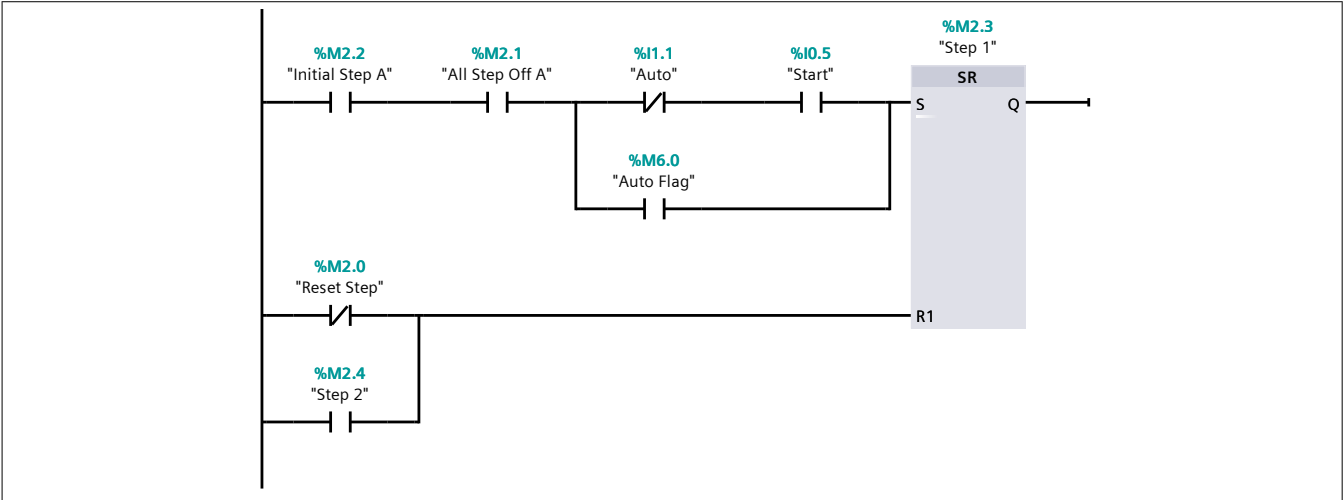 %M2.3
"Step 1"
%M2.2
"Initial Step A"
%M2.1
"All Step Off A"
%I1.1
"Auto"
%I0.5
"Start"
SR
S
Q
%M6.0
"Auto Flag"
%M2.0
"Reset Step"
R1
%M2.4
"Step 2"